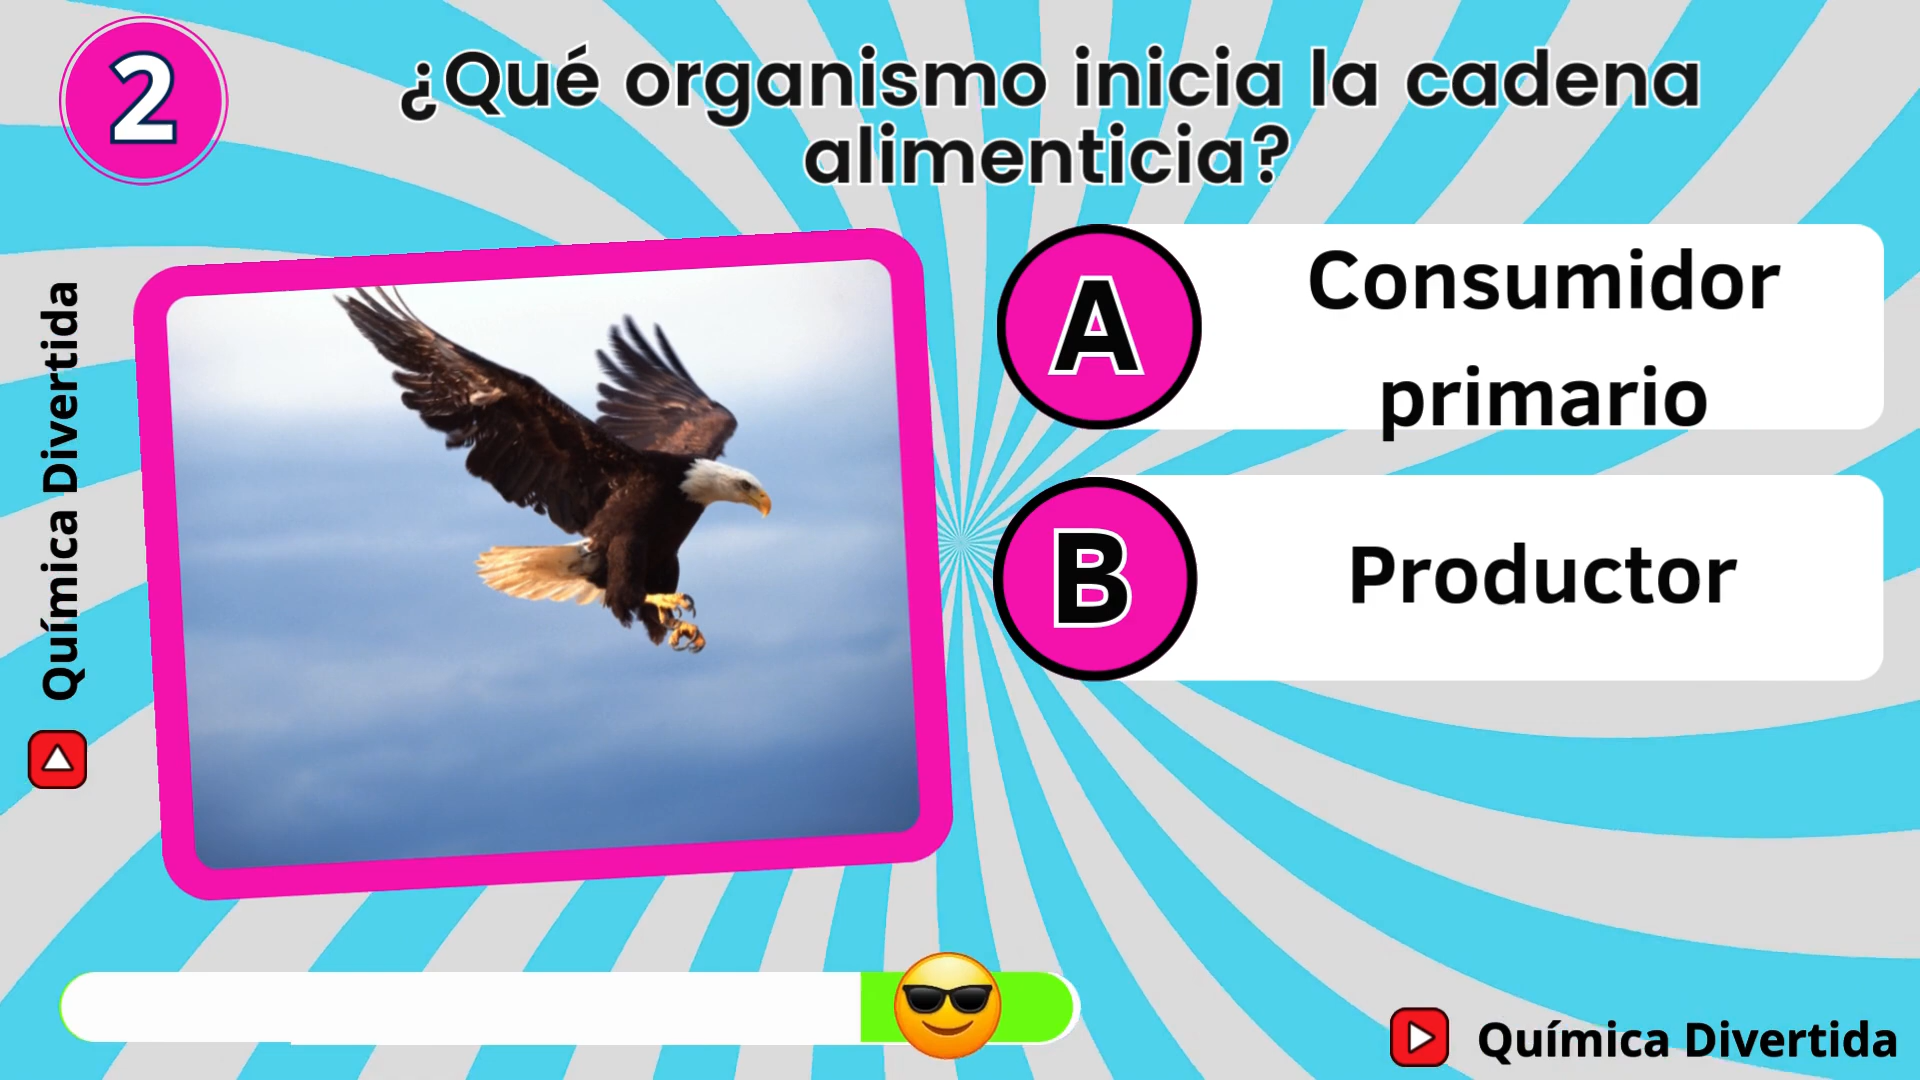 2
¿Qué organismo inicia la cadena
alimenticia?
A
Consumidor
primario
B
Productor
Química Divertida
Química Divertida